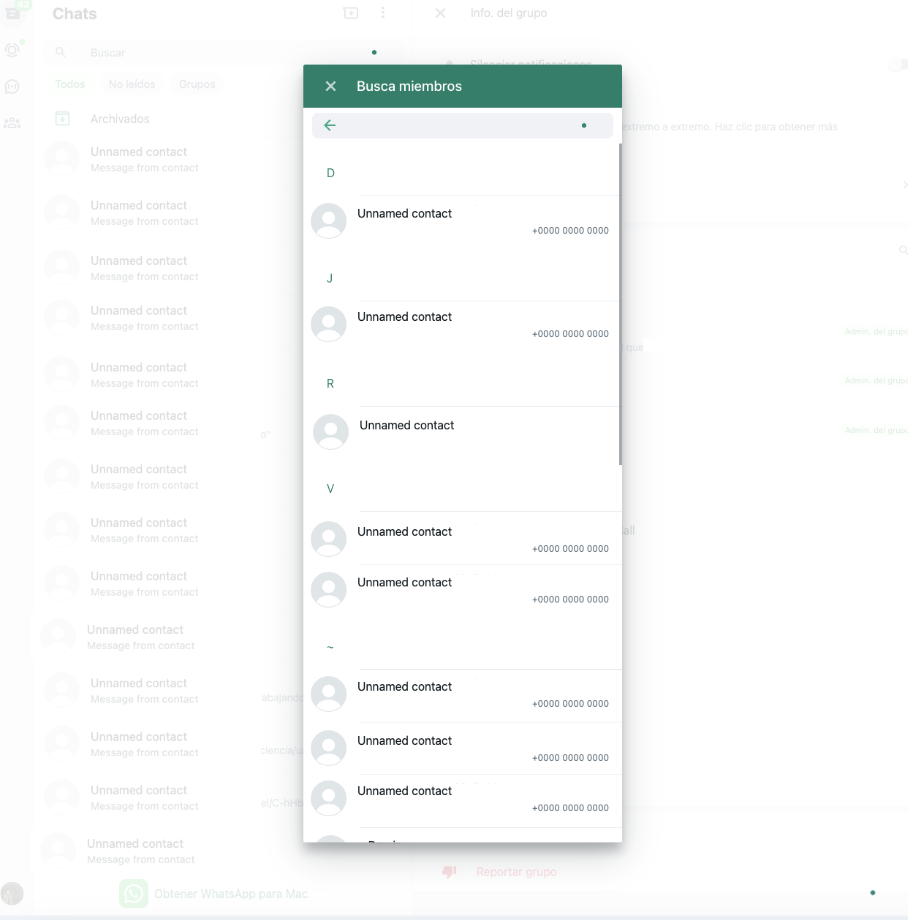 Chats
Buscar
Todos
No leídos
Grupos
Archivados
Unnamed contact
Message from contact
Unnamed contact
Message from contact
Unnamed contact
Message from contact
Unnamed contact
Message from contact
Unnamed contact
Message from contact
Unnamed contact
Message from contact
Unnamed contact
Message from contact
Unnamed contact
Message from contact
Unnamed contact
Message from contact
Unnamed contact
Message from contact
Unnamed contact
Message from contact
Unnamed contact
Message from contact
Unnamed contact
Message from contact
Unnamed contact
Message from contact
Obtener WhatsApp para Mac
Busca miembros
D
Unnamed contact
+0000 0000 0000
J
Unnamed contact
+0000 0000 0000
R
Unnamed contact
V
Unnamed contact
+0000 0000 0000
Unnamed contact
+0000 0000 0000
~
Unnamed contact
+0000 0000 0000
Unnamed contact
+0000 0000 0000
Unnamed contact
+0000 0000 0000
Info. del grupo
Silenciar notificaciones
extremo a extremo. Haz clic para obtener más
Admin. del grupo
que
Admin. del grupo
Admin. del grupo
Reportar grupo